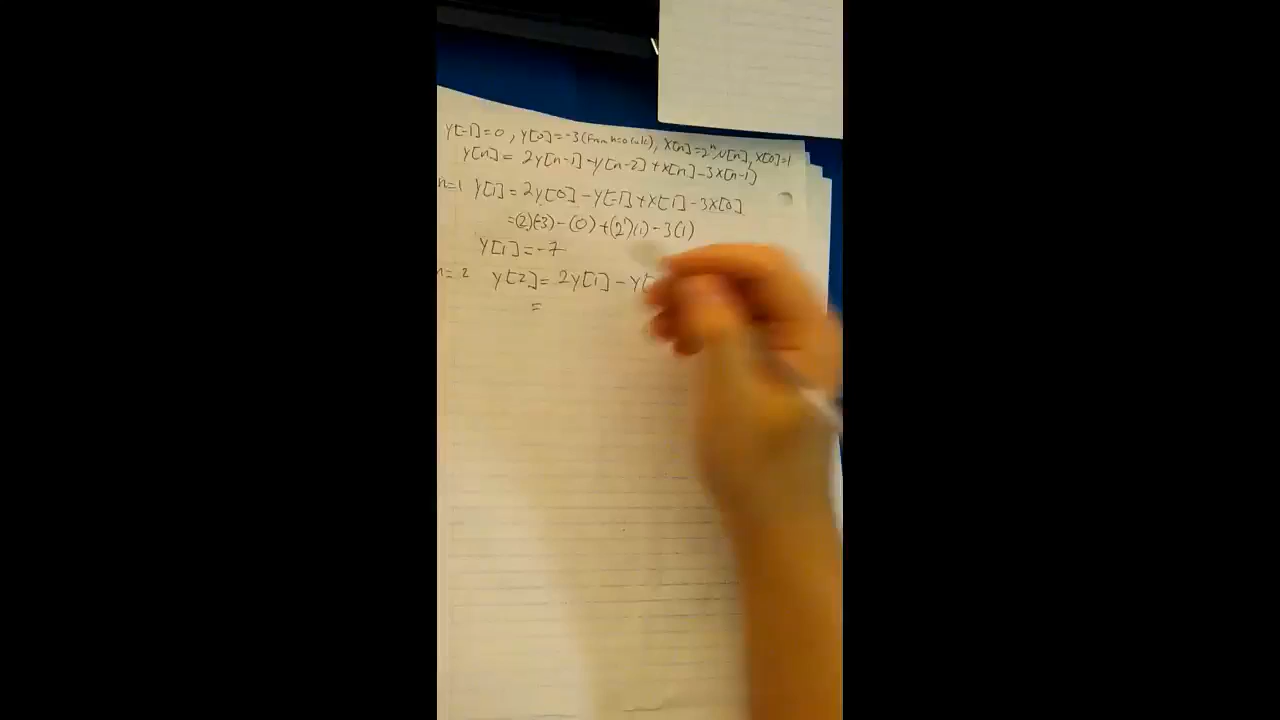 y[-1]=0, y[0]=-3 (From n=0 calc), x[n]=2ⁿu[n], x[0]=1
y[n]= 2y[n-1]-y[n-2]+x[n]-3x[n-1]
n=1 y[1]=2y[0]-y[-1]+x[1]-3x[0]
=(2)(-3)-(0)+(2¹)(1)-3(1)
y[1]=-7
n=2 y[2]= 2y[1]-y[
=